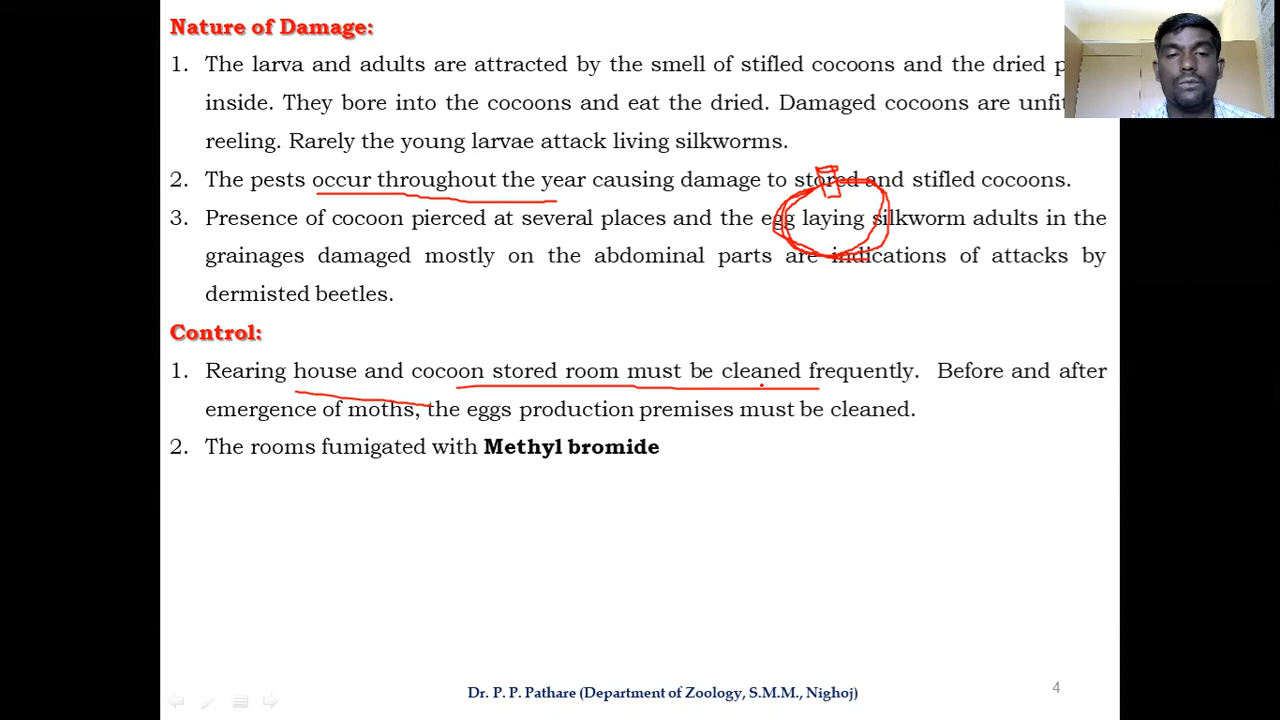 Nature of Damage:
1. The larva and adults are attracted by the smell of stifled cocoons and the dried
inside. They bore into the cocoons and eat the dried. Damaged cocoons are
reeling. Rarely the young larvae attack living silkworms.
2. The pests occur throughout the year causing damage to stored and stifled cocoons.
3. Presence of cocoon pierced at several places and the egg laying silkworm adults in the
grainages damaged mostly on the abdominal parts are indications of attacks by
dermisted beetles.
Control:
1. Rearing house and cocoon stored room must be cleaned frequently. Before and after
emergence of moths, the eggs production premises must be cleaned.
2. The rooms fumigated with Methyl bromide
Dr. P. P. Pathare (Department of Zoology, S.M.M., Nighoj)
4